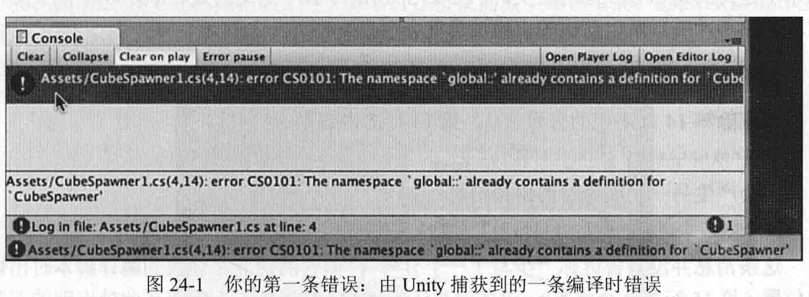 Console
Clear Collapse Clear on play Error pause Open Player Log Open Editor Log
Assets/CubeSpawner1.cs(4,14): error CS0101: The namespace `global::' already contains a definition for `Cube
Assets/CubeSpawner1.cs(4,14): error CS0101: The namespace `global::' already contains a definition for
`CubeSpawner'
Log in file: Assets/CubeSpawner1.cs at line: 4 1
Assets/CubeSpawner1.cs(4,14): error CS0101: The namespace `global::' already contains a definition for `CubeSpawner'
图 24-1 你的第一条错误：由 Unity 捕获到的一条编译时错误